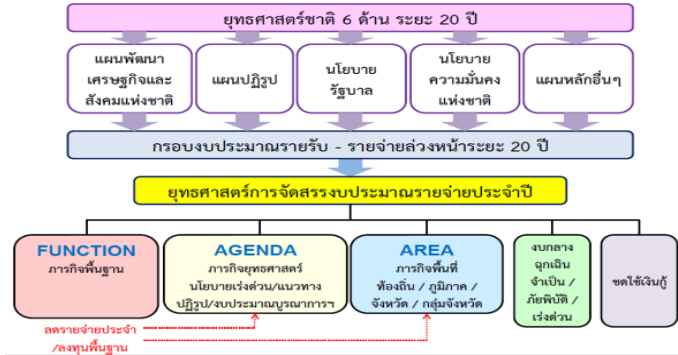 ยุทธศาสตร์ชาติ 6 ด้าน ระยะ 20 ปี
แผนพัฒนา
เศรษฐกิจและ
สังคมแห่งชาติ
แผนปฏิรูป
นโยบาย
รัฐบาล
นโยบาย
ความมั่นคง
แห่งชาติ
แผนหลักอื่นๆ
กรอบงบประมาณรายรับ - รายจ่ายล่วงหน้าระยะ 20 ปี
ยุทธศาสตร์การจัดสรรงบประมาณรายจ่ายประจำปี
FUNCTION
ภารกิจพื้นฐาน
AGENDA
ภารกิจยุทธศาสตร์
นโยบายเร่งด่วน/แนวทาง
ปฏิรูป/งบประมาณบูรณาการฯ
AREA
ภารกิจพื้นที่
ท้องถิ่น / ภูมิภาค /
จังหวัด / กลุ่มจังหวัด
งบกลาง
ฉุกเฉิน
จำเป็น /
ภัยพิบัติ /
เร่งด่วน
ชดใช้เงินกู้
ลดรายจ่ายประจำ
/ลงทุนพื้นฐาน